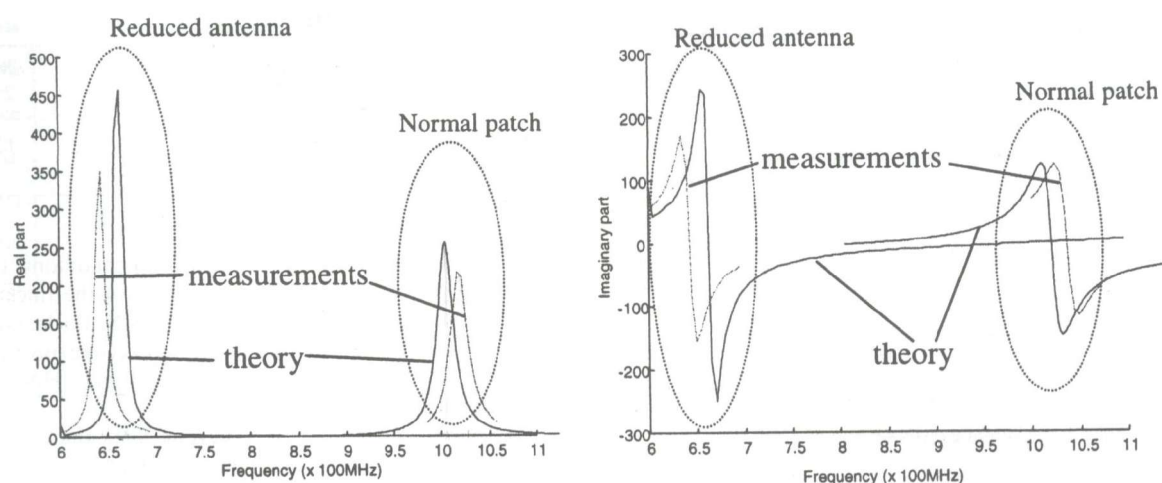 Reduced antenna
Normal patch
measurements
theory
Real part
500
450
400
350
300
250
200
150
100
50
0
6 6.5 7 7.5 8 8.5 9 9.5 10 10.5 11
Frequency (x 100MHz)
Reduced antenna
Normal patch
measurements
theory
Imaginary part
300
200
100
0
-100
-200
-300
6 6.5 7 7.5 8 8.5 9 9.5 10 10.5 11
Frequency (x 100MHz)